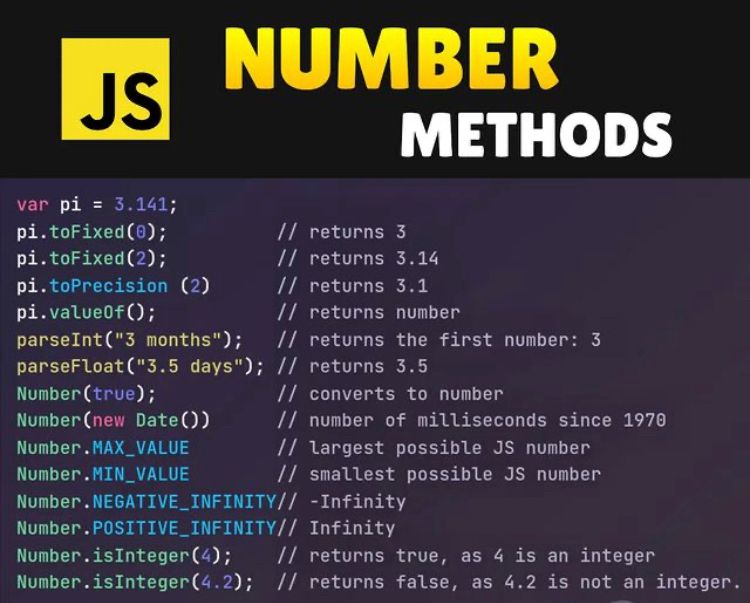 JS
NUMBER
METHODS
var pi = 3.141;
pi.toFixed(0);          // returns 3
pi.toFixed(2);          // returns 3.14
pi.toPrecision (2)      // returns 3.1
pi.valueOf();           // returns number
parseInt("3 months");   // returns the first number: 3
parseFloat("3.5 days"); // returns 3.5
Number(true);           // converts to number
Number(new Date())      // number of milliseconds since 1970
Number.MAX_VALUE        // largest possible JS number
Number.MIN_VALUE        // smallest possible JS number
Number.NEGATIVE_INFINITY// -Infinity
Number.POSITIVE_INFINITY// Infinity
Number.isInteger(4);    // returns true, as 4 is an integer
Number.isInteger(4.2);  // returns false, as 4.2 is not an integer.